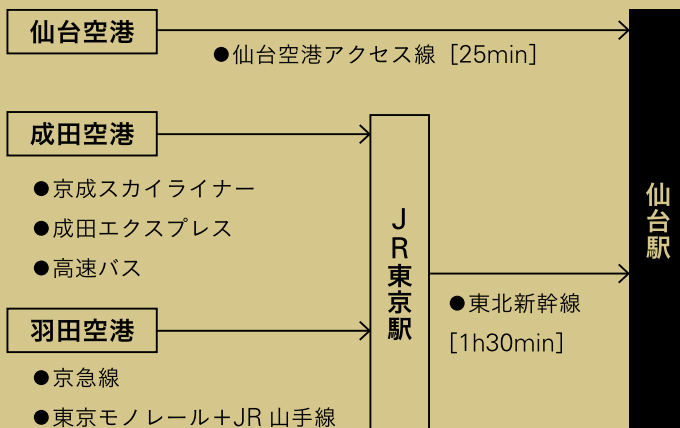 仙台空港
●仙台空港アクセス線 [25min]
成田空港
●京成スカイライナー
●成田エクスプレス
●高速バス
羽田空港
●京急線
●東京モノレール＋JR 山手線
JR東京駅
●東北新幹線
[1h30min]
仙台駅